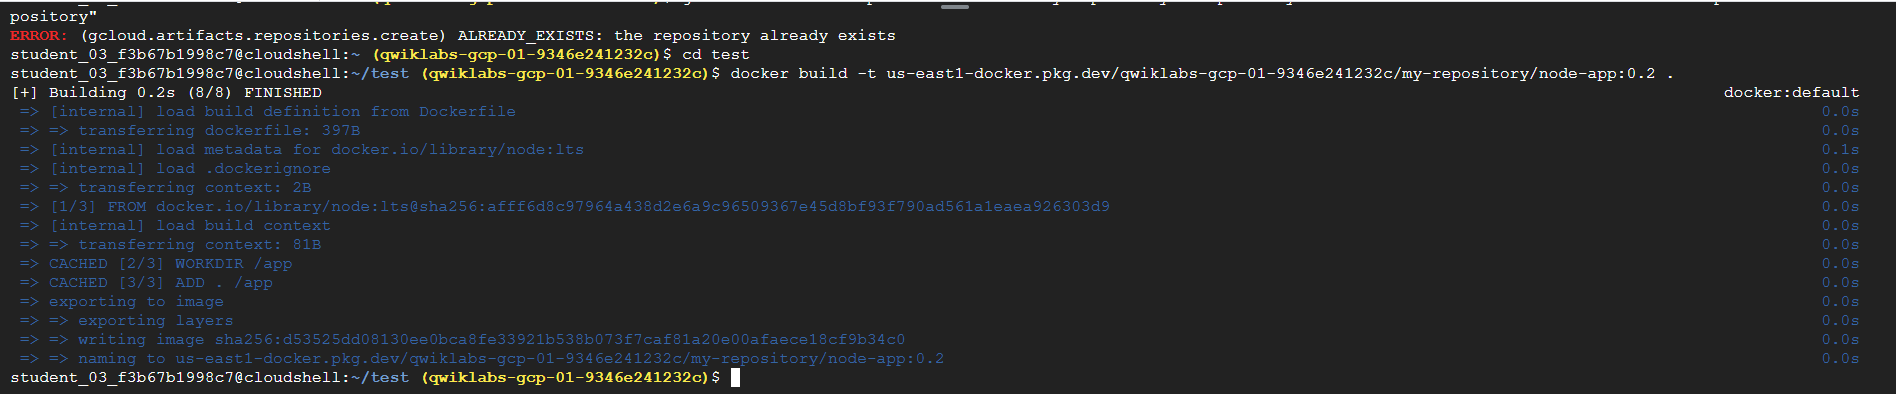 pository"
ERROR: (gcloud.artifacts.repositories.create) ALREADY_EXISTS: the repository already exists
student_03_f3b67b1998c7@cloudshell:~ (qwiklabs-gcp-01-9346e241232c)$ cd test
student_03_f3b67b1998c7@cloudshell:~/test (qwiklabs-gcp-01-9346e241232c)$ docker build -t us-east1-docker.pkg.dev/qwiklabs-gcp-01-9346e241232c/my-repository/node-app:0.2 .
[+] Building 0.2s (8/8) FINISHED docker:default
=> [internal] load build definition from Dockerfile 0.0s
=> => transferring dockerfile: 397B 0.0s
=> [internal] load metadata for docker.io/library/node:lts 0.1s
=> [internal] load .dockerignore 0.0s
=> => transferring context: 2B 0.0s
=> [1/3] FROM docker.io/library/node:lts@sha256:afff6d8c97964a438d2e6a9c96509367e45d8bf93f790ad561a1eaea926303d9 0.0s
=> [internal] load build context 0.0s
=> => transferring context: 81B 0.0s
=> CACHED [2/3] WORKDIR /app 0.0s
=> CACHED [3/3] ADD . /app 0.0s
=> exporting to image 0.0s
=> => exporting layers 0.0s
=> => writing image sha256:d53525dd08130ee0bca8fe33921b538b073f7caf81a20e00afaece18cf9b34c0 0.0s
=> => naming to us-east1-docker.pkg.dev/qwiklabs-gcp-01-9346e241232c/my-repository/node-app:0.2 0.0s
student_03_f3b67b1998c7@cloudshell:~/test (qwiklabs-gcp-01-9346e241232c)$